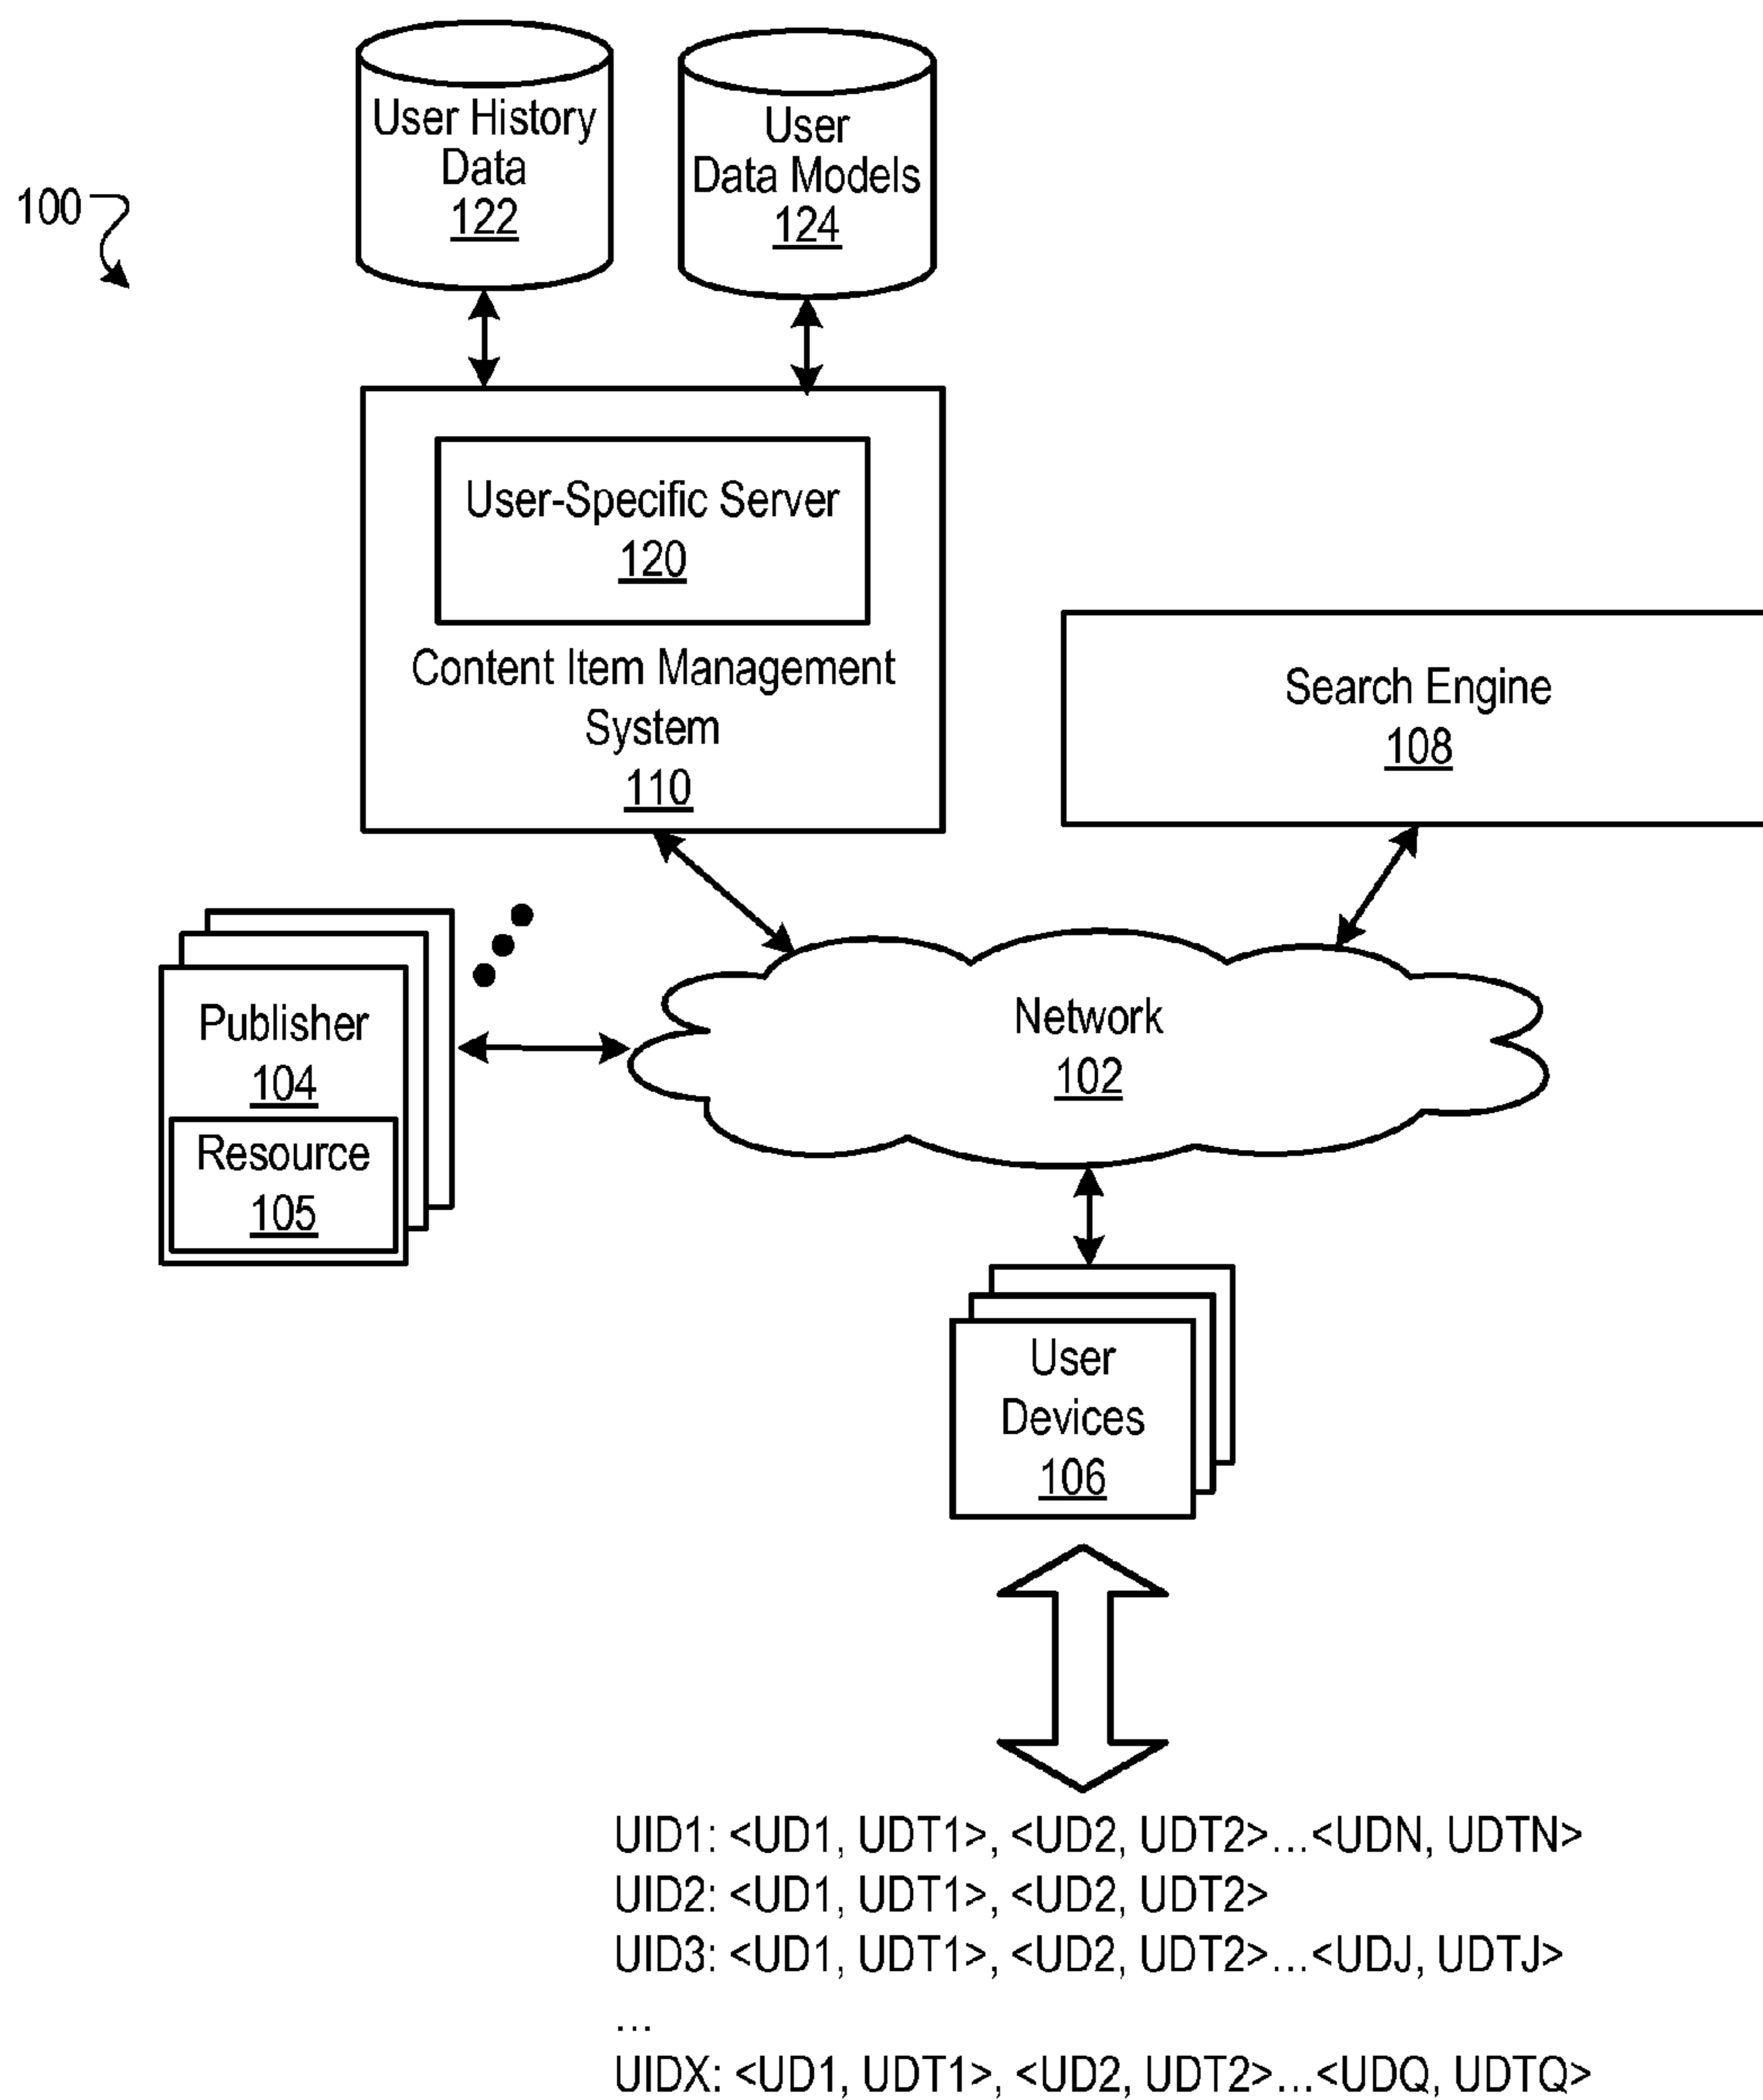 User History
Data
122
User
Data Models
124
100
User-Specific Server
120
Content Item Management
System
110
Search Engine
108
Publisher
104
Resource
105
Network
102
User
Devices
106
UID1: <UD1, UDT1>, <UD2, UDT2>...<UDN, UDTN>
UID2: <UD1, UDT1>, <UD2, UDT2>
UID3: <UD1, UDT1>, <UD2, UDT2>...<UDJ, UDTJ>
...
UIDX: <UD1, UDT1>, <UD2, UDT2>...<UDQ, UDTQ>